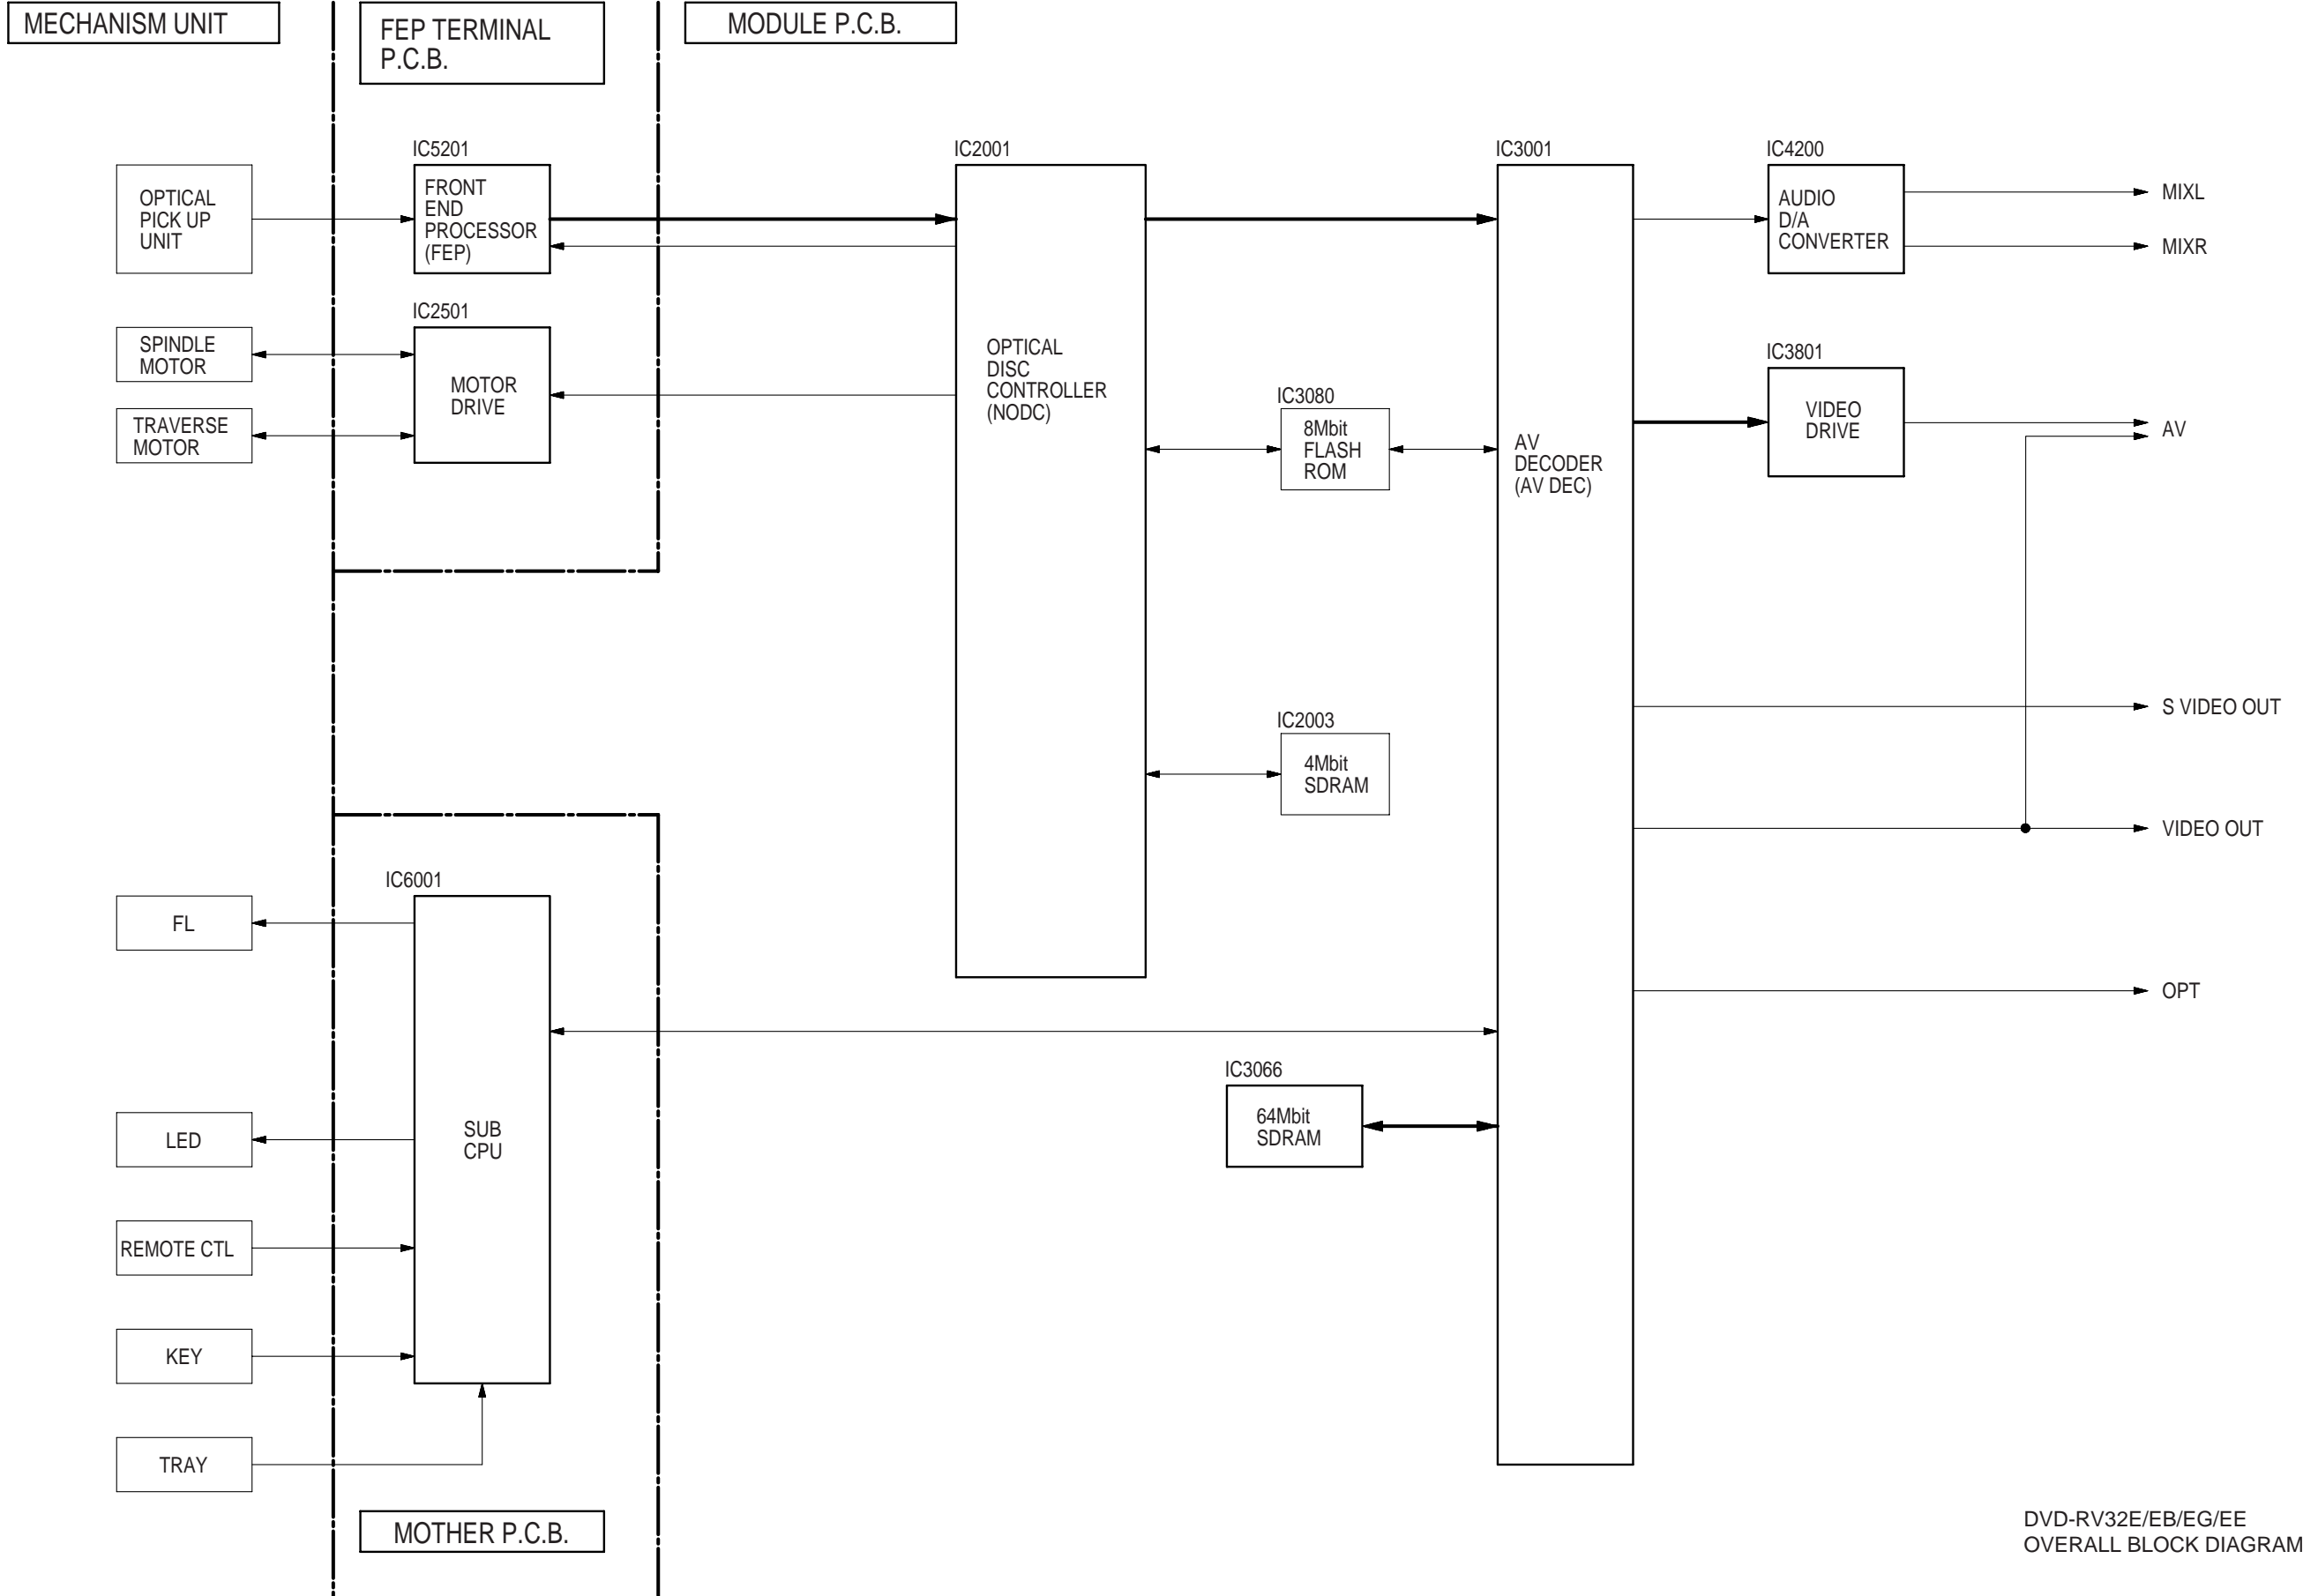 MECHANISM UNIT
FEP TERMINAL
P.C.B.
MODULE P.C.B.
IC5201
FRONT
END
PROCESSOR
(FEP)
OPTICAL
PICK UP
UNIT
IC2501
MOTOR
DRIVE
SPINDLE
MOTOR
TRAVERSE
MOTOR
IC2001
OPTICAL
DISC
CONTROLLER
(NODC)
IC3080
8Mbit
FLASH
ROM
IC2003
4Mbit
SDRAM
IC3001
AV
DECODER
(AV DEC)
IC4200
AUDIO
D/A
CONVERTER
MIXL
MIXR
IC3801
VIDEO
DRIVE
AV
S VIDEO OUT
VIDEO OUT
OPT
IC6001
SUB
CPU
FL
LED
REMOTE CTL
KEY
TRAY
IC3066
64Mbit
SDRAM
MOTHER P.C.B.
DVD-RV32E/EB/EG/EE
OVERALL BLOCK DIAGRAM